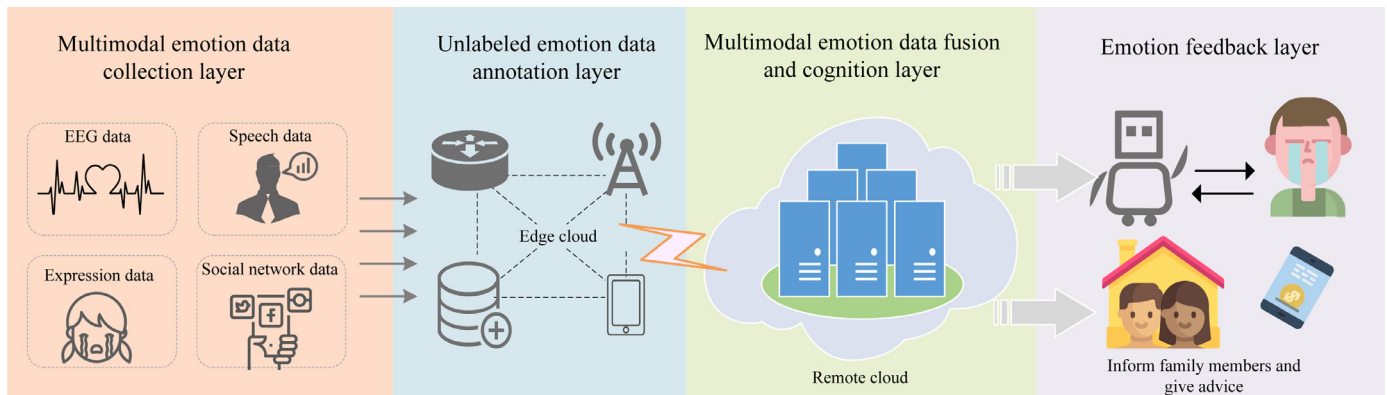 Multimodal emotion data
collection layer
EEG data
Speech data
Expression data
Social network data
Unlabeled emotion data
annotation layer
Edge cloud
Multimodal emotion data fusion
and cognition layer
Remote cloud
Emotion feedback layer
Inform family members and
give advice